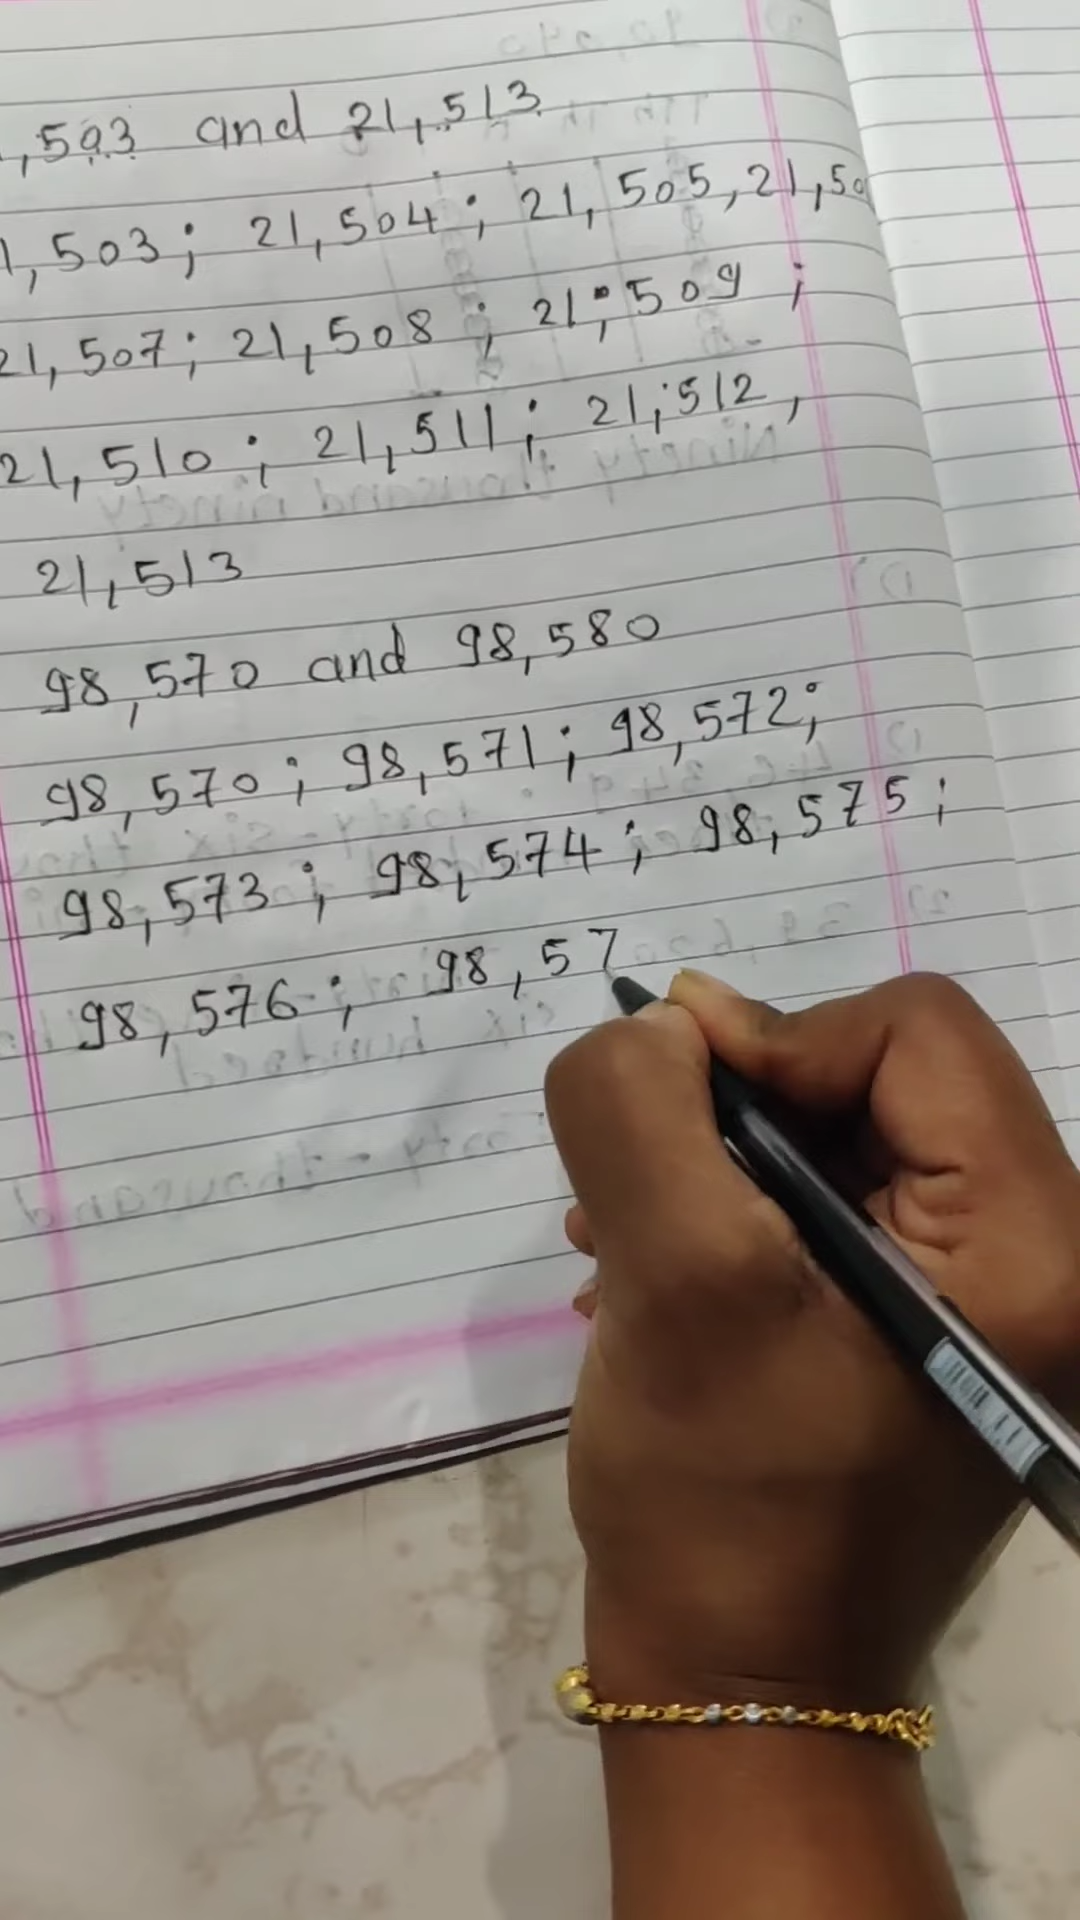 ,503 and 21,513
1,503; 21,504; 21,505,21,50
21,507; 21,508; 21;509;
21,510; 21,511; 21,512,
21,513
98,570 and 98,580
98,570; 98,571; 98,572;
98,573; 98,574; 98,575;
98,576; 98,57